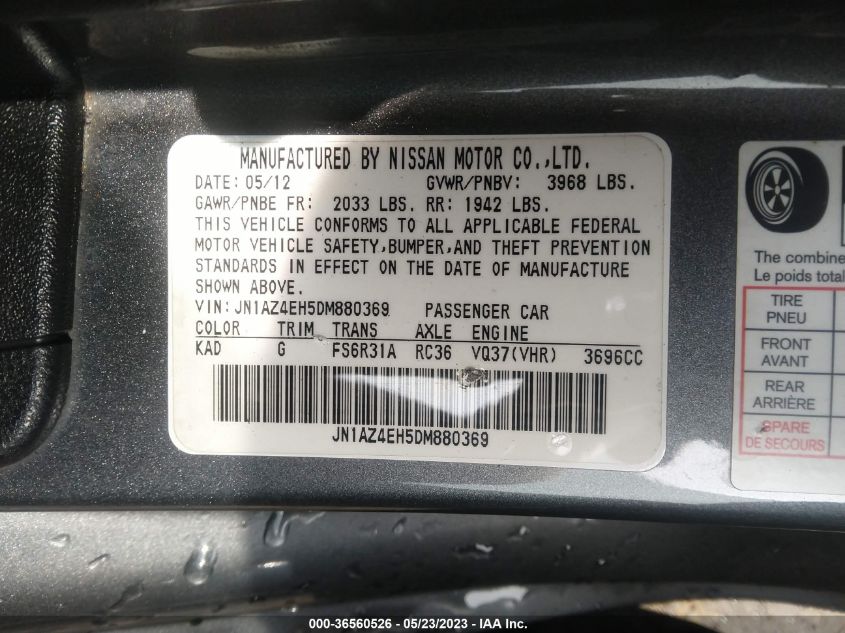 MANUFACTURED BY NISSAN MOTOR CO.,LTD.
DATE: 05/12 GVWR/PNBV: 3968 LBS.
GAWR/PNBE FR: 2033 LBS. RR: 1942 LBS.
THIS VEHICLE CONFORMS TO ALL APPLICABLE FEDERAL
MOTOR VEHICLE SAFETY,BUMPER,AND THEFT PREVENTION
STANDARDS IN EFFECT ON THE DATE OF MANUFACTURE
SHOWN ABOVE.
VIN:JN1AZ4EH5DM880369 PASSENGER CAR
COLOR TRIM TRANS AXLE ENGINE
KAD G FS6R31A RC36 VQ37(VHR) 3696CC
JN1AZ4EH5DM880369
The combine
Le poids total
TIRE
PNEU
FRONT
AVANT
REAR
ARRIÈRE
SPARE
DE SECOURS
000-36560526 - 05/23/2023 - IAA Inc.